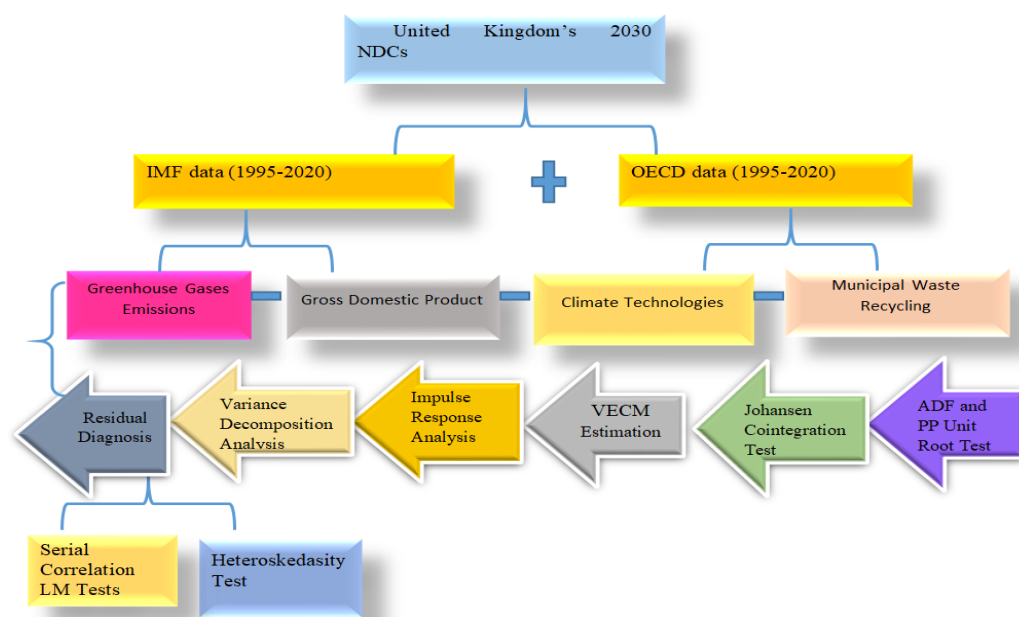 United Kingdom’s 2030
NDCs
IMF data (1995-2020)
OECD data (1995-2020)
Greenhouse Gases
Emissions
Gross Domestic Product
Climate Technologies
Municipal Waste
Recycling
Residual
Diagnosis
Variance
Decomposition
Analysis
Impulse
Response
Analysis
VECM
Estimation
Johansen
Cointegration
Test
ADF and
PP Unit
Root Test
Serial
Correlation
LM Tests
Heteroskedasity
Test